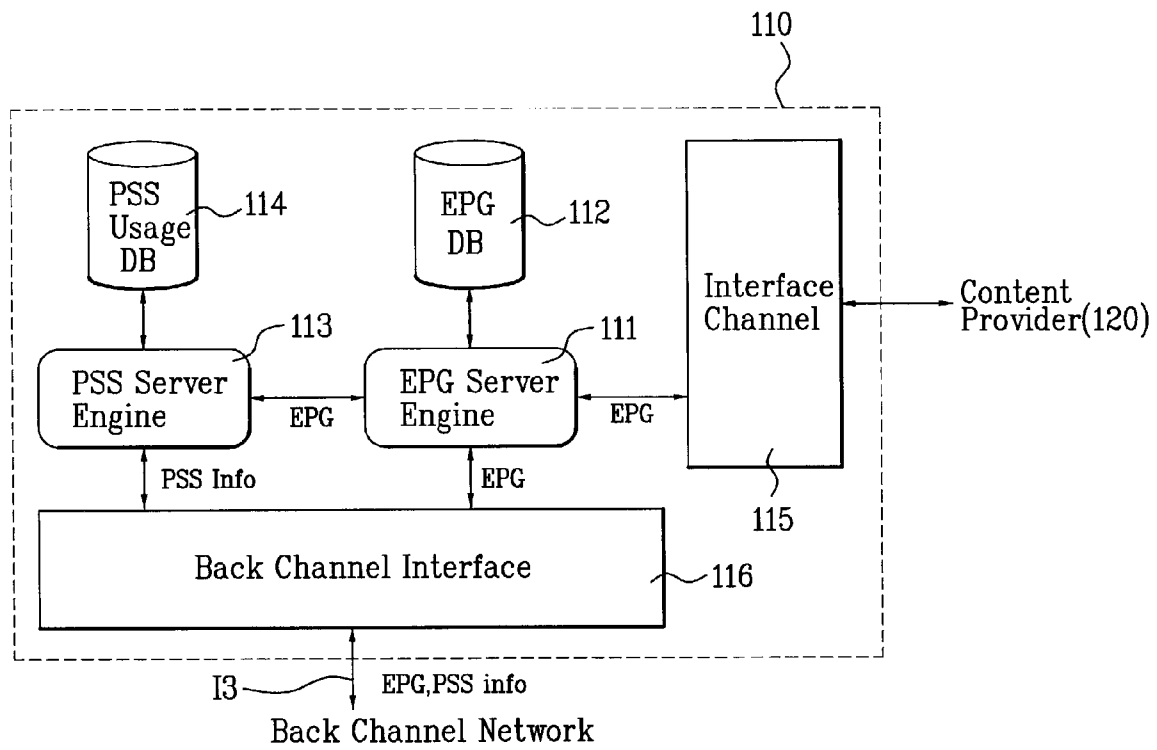 110
PSS
Usage
DB
114
EPG
DB
112
Interface
Channel
Content
Provider(120)
113
111
PSS Server
Engine
EPG
EPG Server
Engine
EPG
PSS Info
EPG
115
Back Channel Interface
116
I3
EPG,PSS info
Back Channel Network